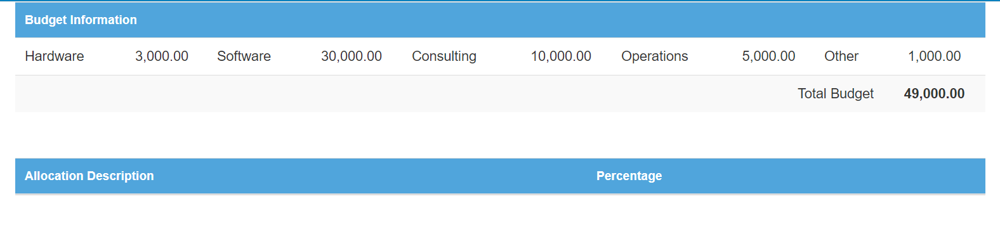 Budget Information
Hardware 3,000.00 Software 30,000.00 Consulting 10,000.00 Operations 5,000.00 Other 1,000.00
Total Budget 49,000.00
Allocation Description Percentage